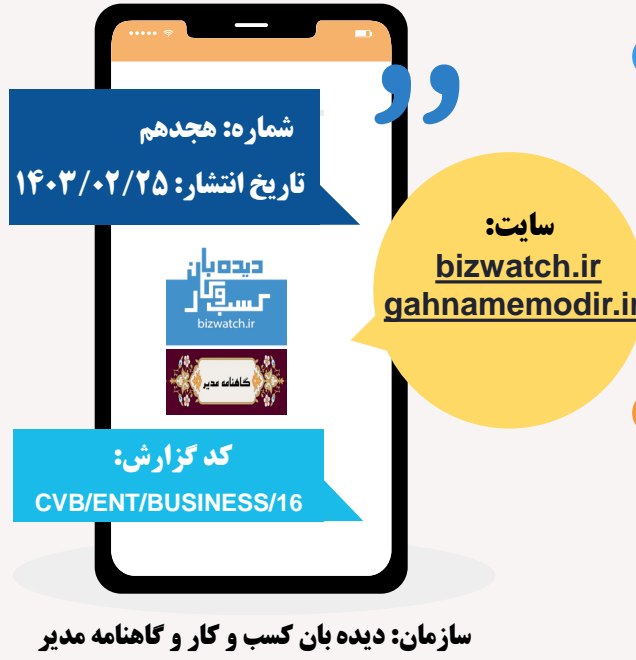 شماره: هجدهم
تاریخ انتشار: ۱۴۰۳/۰۲/۲۵
سایت:
bizwatch.ir
gahnamemodir.ir
دیده‌بان
کسب و کار
bizwatch.ir
گاهنامه مدیر
کد گزارش:
CVB/ENT/BUSINESS/16
سازمان: دیده بان کسب و کار و گاهنامه مدیر